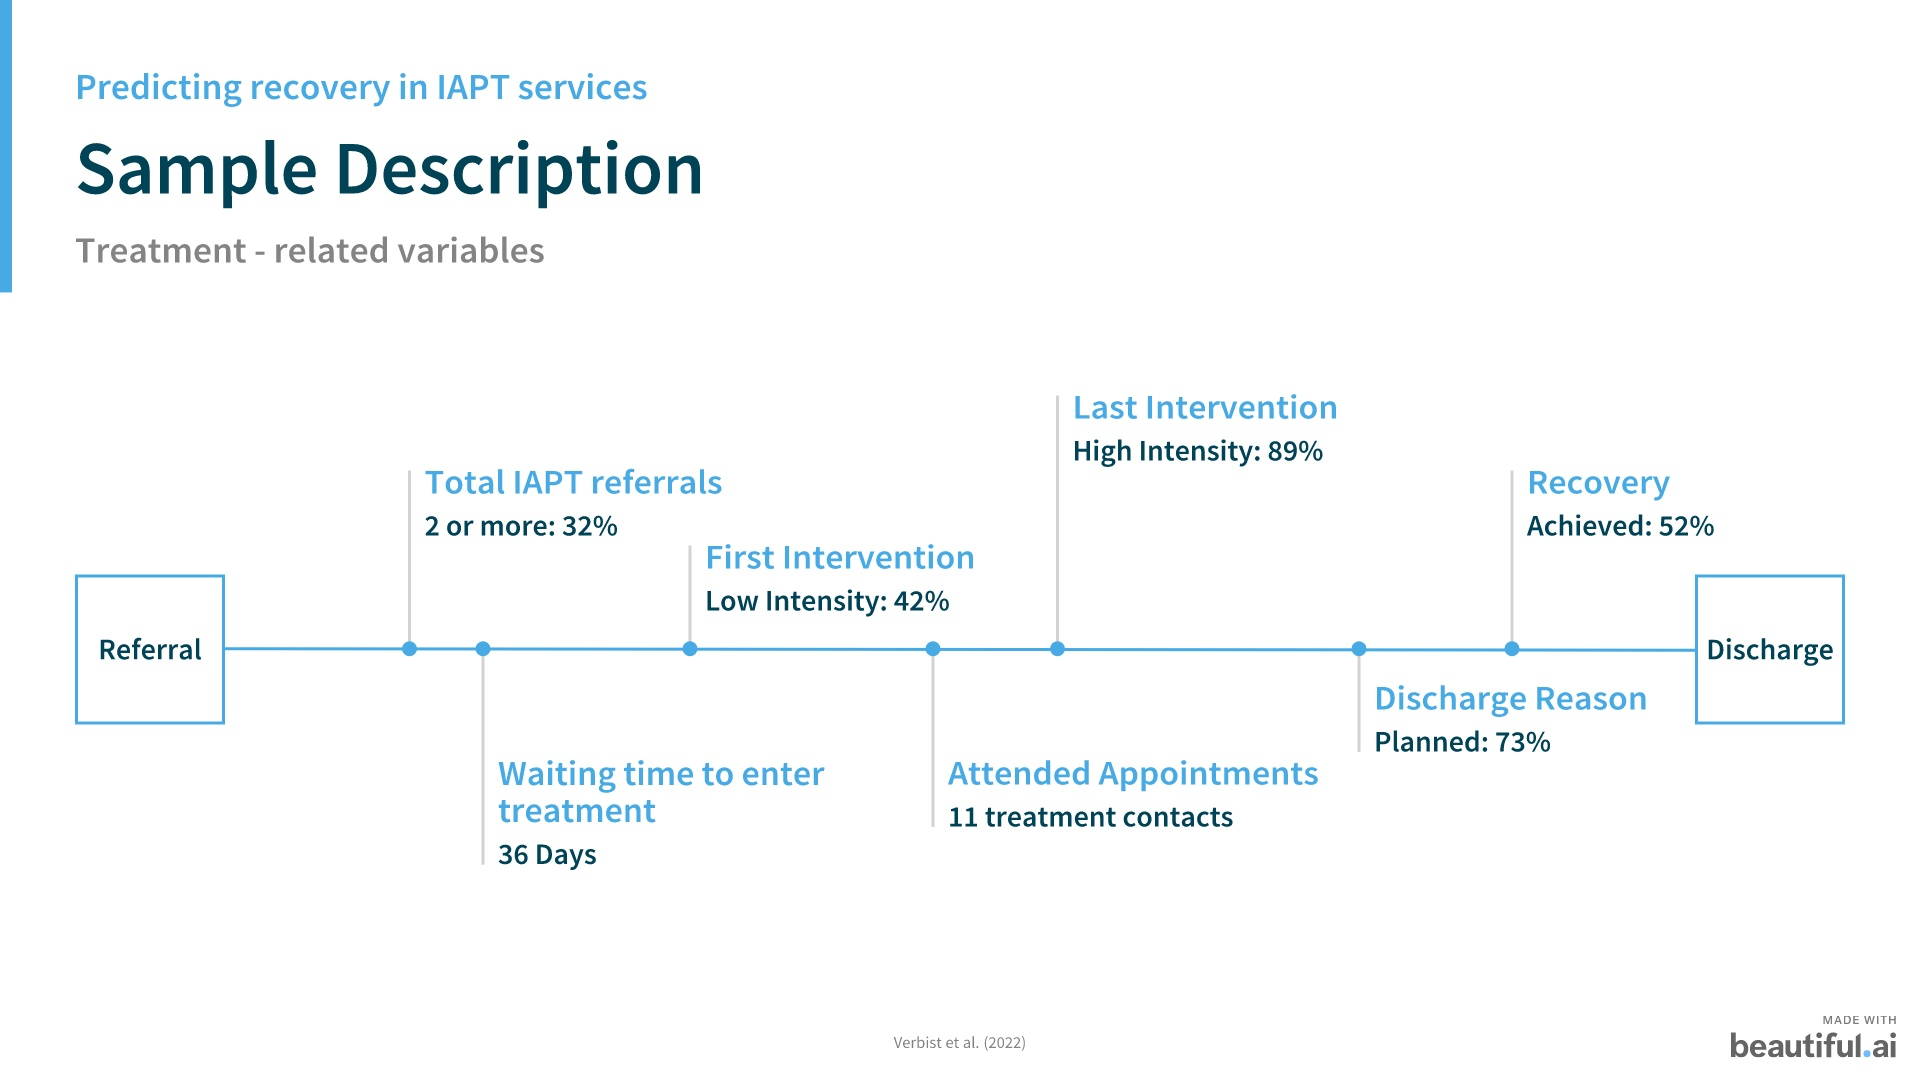 Predicting recovery in IAPT services
Sample Description
Treatment - related variables
Last Intervention
High Intensity: 89%
Total IAPT referrals
2 or more: 32%
Recovery
Achieved: 52%
First Intervention
Low Intensity: 42%
Referral
Discharge
Discharge Reason
Planned: 73%
Waiting time to enter
treatment
36 Days
Attended Appointments
11 treatment contacts
Verbist et al. (2022)
MADE WITH
beautiful.ai